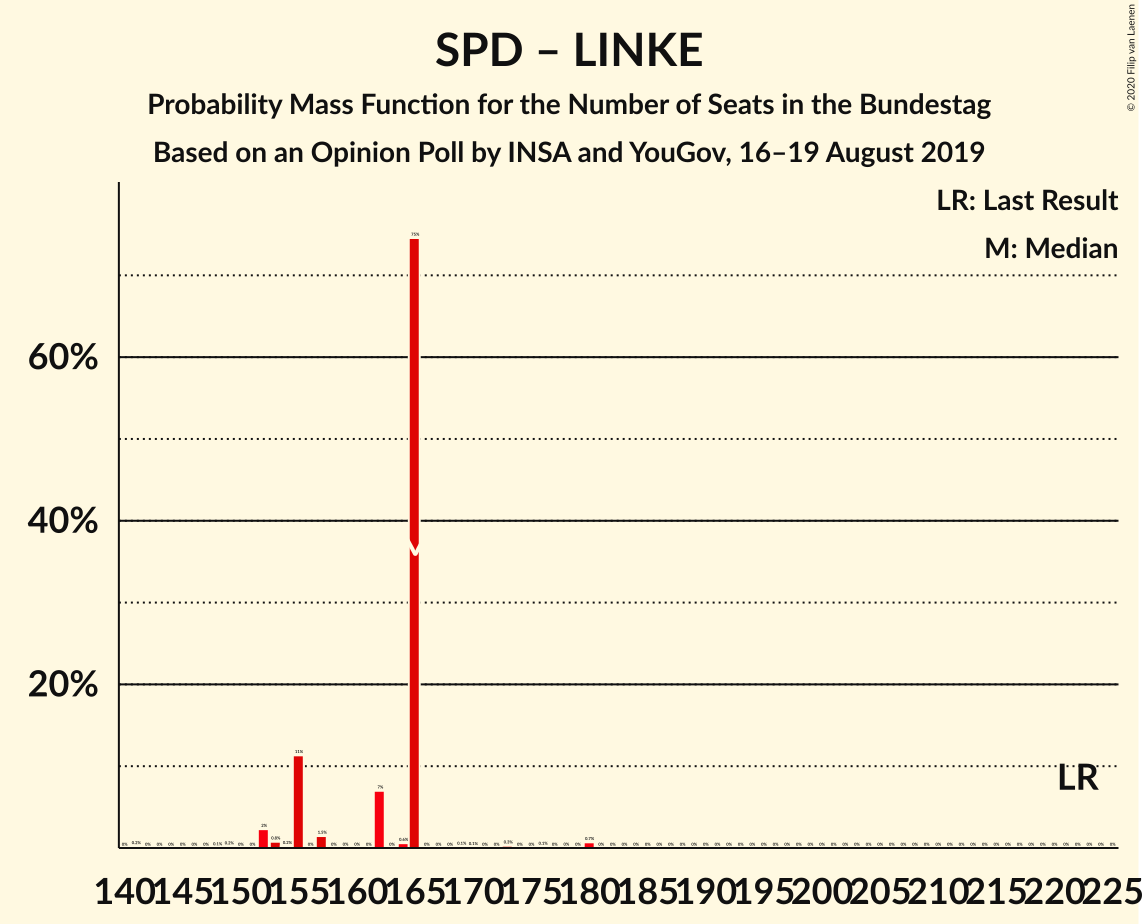 © 2020 Filip van Laenen
SPD – LINKE
Probability Mass Function for the Number of Seats in the Bundestag
Based on an Opinion Poll by INSA and YouGov, 16–19 August 2019
LR: Last Result
M: Median
75%
60%
40%
20%
11%
LR
7%
2%
140 145 150 155 160 165 170 175 180 185 190 195 200 205 210 215 220 225